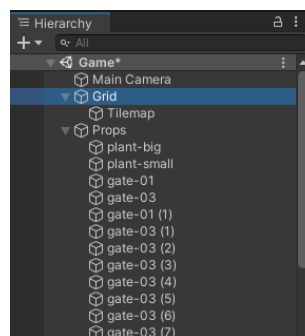 Hierarchy
All
Game*
Main Camera
Grid
Tilemap
Props
plant-big
plant-small
gate-01
gate-03
gate-01 (1)
gate-03 (1)
gate-03 (2)
gate-03 (3)
gate-03 (4)
gate-03 (5)
gate-03 (6)
gate-03 (7)